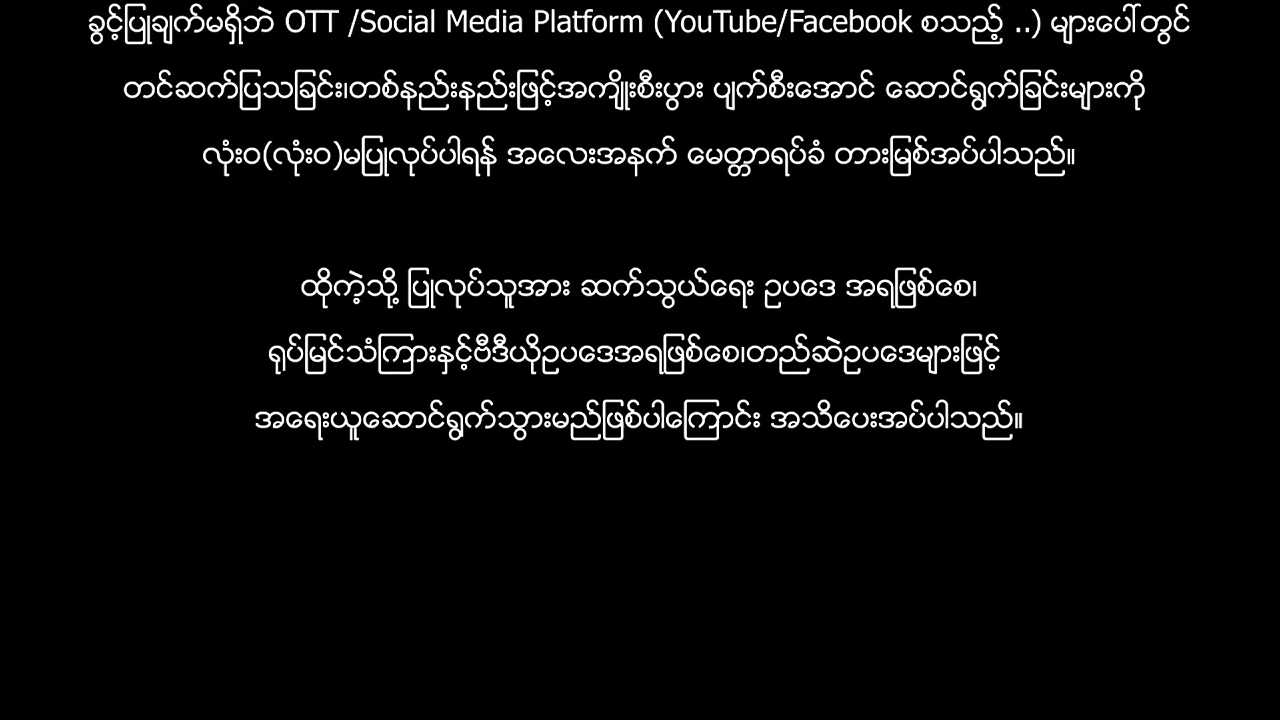 ခွင့်ပြုချက်မရှိဘဲ OTT /Social Media Platform (YouTube/Facebook စသည့် ..) များပေါ်တွင်
တင်ဆက်ပြသခြင်း၊တစ်နည်းနည်းဖြင့်အကျိုးစီးပွား ပျက်စီးအောင် ဆောင်ရွက်ခြင်းများကို
လုံးဝ(လုံးဝ)မပြုလုပ်ပါရန် အလေးအနက် မေတ္တာရပ်ခံ တားမြစ်အပ်ပါသည်။
ထိုကဲ့သို့ ပြုလုပ်သူအား ဆက်သွယ်ရေး ဥပဒေ အရဖြစ်စေ၊
ရုပ်မြင်သံကြားနှင့်ဗီဒီယိုဥပဒေအရဖြစ်စေ၊တည်ဆဲဥပဒေများဖြင့်
အရေးယူဆောင်ရွက်သွားမည်ဖြစ်ပါကြောင်း အသိပေးအပ်ပါသည်။